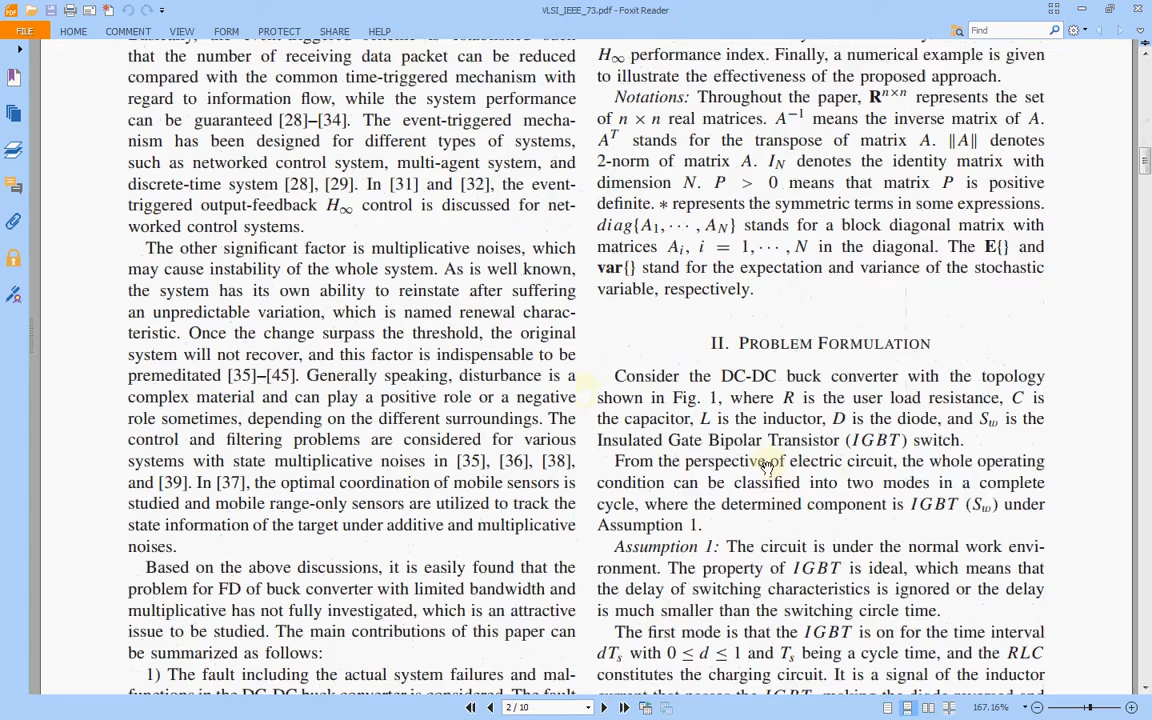 VLSI_IEEE_73.pdf - Foxit Reader
FILE HOME COMMENT VIEW FORM PROTECT SHARE HELP Find
that the number of receiving data packet can be reduced
compared with the common time-triggered mechanism with
regard to information flow, while the system performance
can be guaranteed [28]–[34]. The event-triggered mecha-
nism has been designed for different types of systems,
such as networked control system, multi-agent system, and
discrete-time system [28], [29]. In [31] and [32], the event-
triggered output-feedback H∞ control is discussed for net-
worked control systems.
The other significant factor is multiplicative noises, which
may cause instability of the whole system. As is well known,
the system has its own ability to reinstate after suffering
an unpredictable variation, which is named renewal charac-
teristic. Once the change surpass the threshold, the original
system will not recover, and this factor is indispensable to be
premeditated [35]–[45]. Generally speaking, disturbance is a
complex material and can play a positive role or a negative
role sometimes, depending on the different surroundings. The
control and filtering problems are considered for various
systems with state multiplicative noises in [35], [36], [38],
and [39]. In [37], the optimal coordination of mobile sensors is
studied and mobile range-only sensors are utilized to track the
state information of the target under additive and multiplicative
noises.
Based on the above discussions, it is easily found that the
problem for FD of buck converter with limited bandwidth and
multiplicative has not fully investigated, which is an attractive
issue to be studied. The main contributions of this paper can
be summarized as follows:
1) The fault including the actual system failures and mal-
functions in the DC-DC buck converter is considered. The fault
H∞ performance index. Finally, a numerical example is given
to illustrate the effectiveness of the proposed approach.
Notations: Throughout the paper, R^{n×n} represents the set
of n × n real matrices. A^{−1} means the inverse matrix of A.
A^T stands for the transpose of matrix A. ‖A‖ denotes
2-norm of matrix A. I_N denotes the identity matrix with
dimension N. P > 0 means that matrix P is positive
definite. ∗ represents the symmetric terms in some expressions.
diag{A_1, · · · , A_N} stands for a block diagonal matrix with
matrices A_i, i = 1, · · · , N in the diagonal. The E{} and
var{} stand for the expectation and variance of the stochastic
variable, respectively.
II. PROBLEM FORMULATION
Consider the DC-DC buck converter with the topology
shown in Fig. 1, where R is the user load resistance, C is
the capacitor, L is the inductor, D is the diode, and S_w is the
Insulated Gate Bipolar Transistor (IGBT) switch.
From the perspective of electric circuit, the whole operating
condition can be classified into two modes in a complete
cycle, where the determined component is IGBT (S_w) under
Assumption 1.
Assumption 1: The circuit is under the normal work envi-
ronment. The property of IGBT is ideal, which means that
the delay of switching characteristics is ignored or the delay
is much smaller than the switching circle time.
The first mode is that the IGBT is on for the time interval
dT_s with 0 ≤ d ≤ 1 and T_s being a cycle time, and the RLC
constitutes the charging circuit. It is a signal of the inductor
2 / 10 167.16%